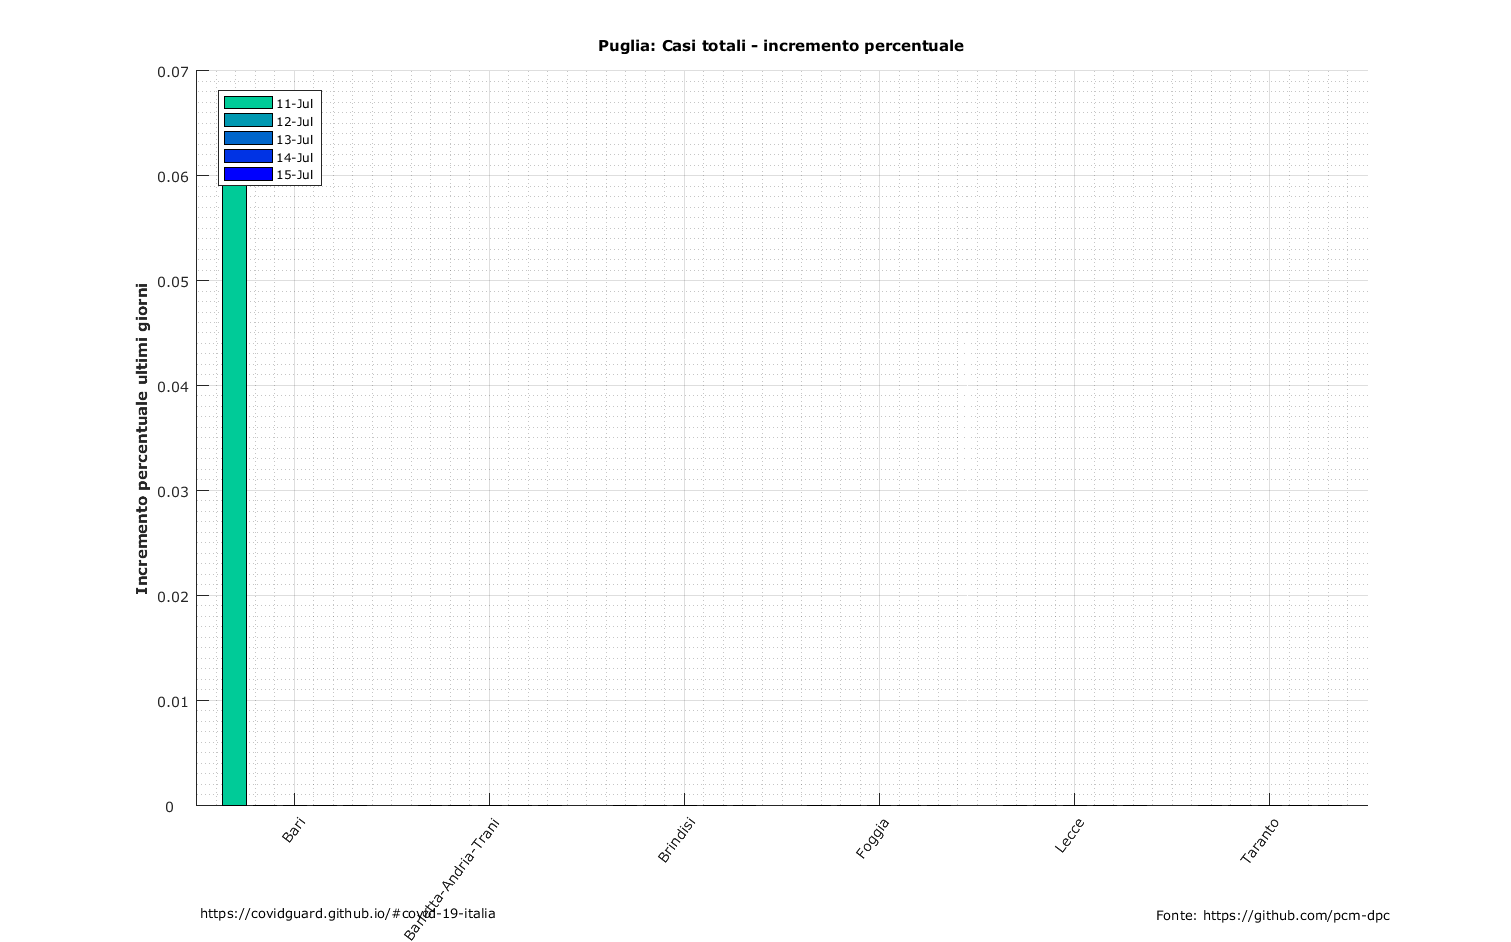 Puglia: Casi totali - incremento percentuale
Incremento percentuale ultimi giorni
0.07
0.06
0.05
0.04
0.03
0.02
0.01
0
11-Jul
12-Jul
13-Jul
14-Jul
15-Jul
Bari
Barletta-Andria-Trani
Brindisi
Foggia
Lecce
Taranto
https://covidguard.github.io/#covid-19-italia
Fonte: https://github.com/pcm-dpc